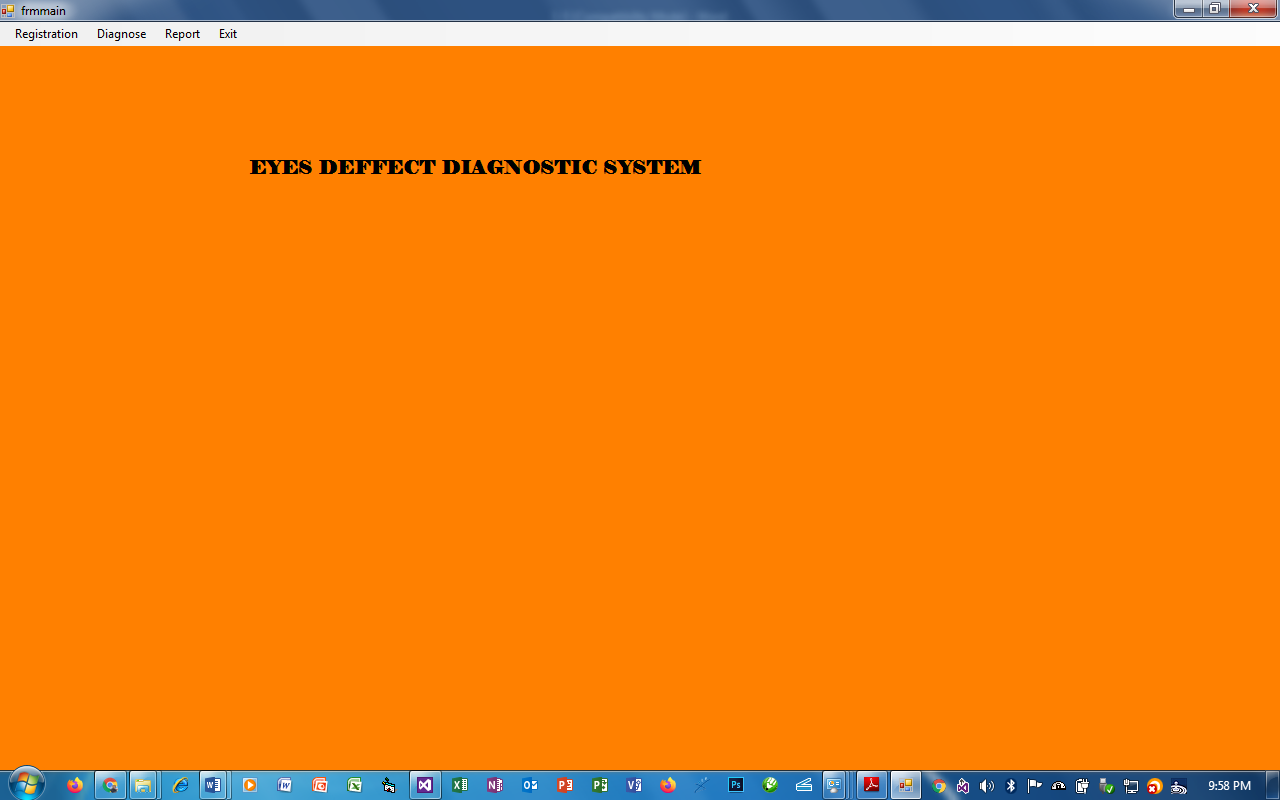 frmmain
Registration Diagnose Report Exit
EYES DEFFECT DIAGNOSTIC SYSTEM
9:58 PM